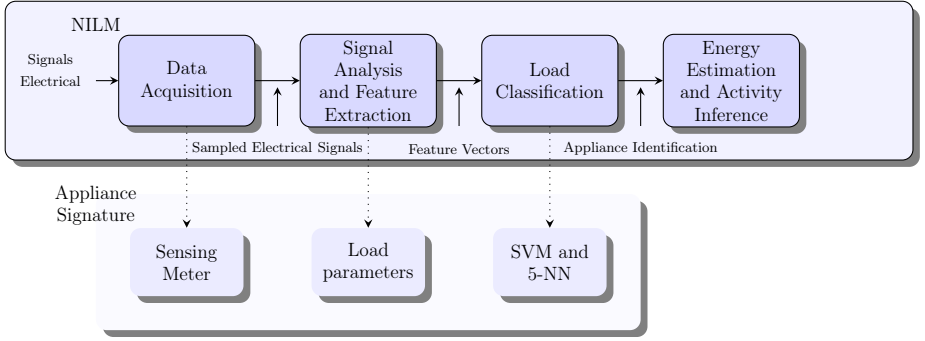 NILM
Signals
Electrical
Data
Acquisition
Signal
Analysis
and Feature
Extraction
Load
Classification
Energy
Estimation
and Activity
Inference
Sampled Electrical Signals
Feature Vectors
Appliance Identification
Appliance
Signature
Sensing
Meter
Load
parameters
SVM and
5-NN